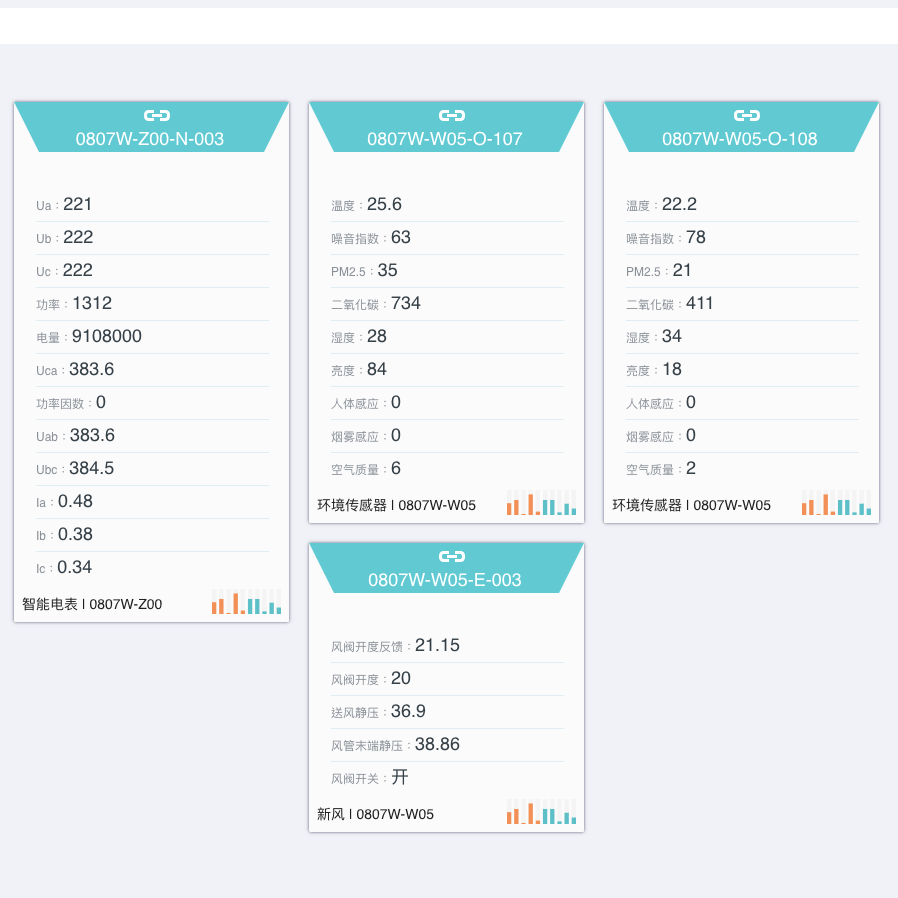 0807W-Z00-N-003
Ua：221
Ub：222
Uc：222
功率：1312
电量：9108000
Uca：383.6
功率因数：0
Uab：383.6
Ubc：384.5
Ia：0.48
Ib：0.38
Ic：0.34
智能电表 I 0807W-Z00
0807W-W05-O-107
温度：25.6
噪音指数：63
PM2.5：35
二氧化碳：734
湿度：28
亮度：84
人体感应：0
烟雾感应：0
空气质量：6
环境传感器 I 0807W-W05
0807W-W05-O-108
温度：22.2
噪音指数：78
PM2.5：21
二氧化碳：411
湿度：34
亮度：18
人体感应：0
烟雾感应：0
空气质量：2
环境传感器 I 0807W-W05
0807W-W05-E-003
风阀开度反馈：21.15
风阀开度：20
送风静压：36.9
风管末端静压：38.86
风阀开关：开
新风 I 0807W-W05